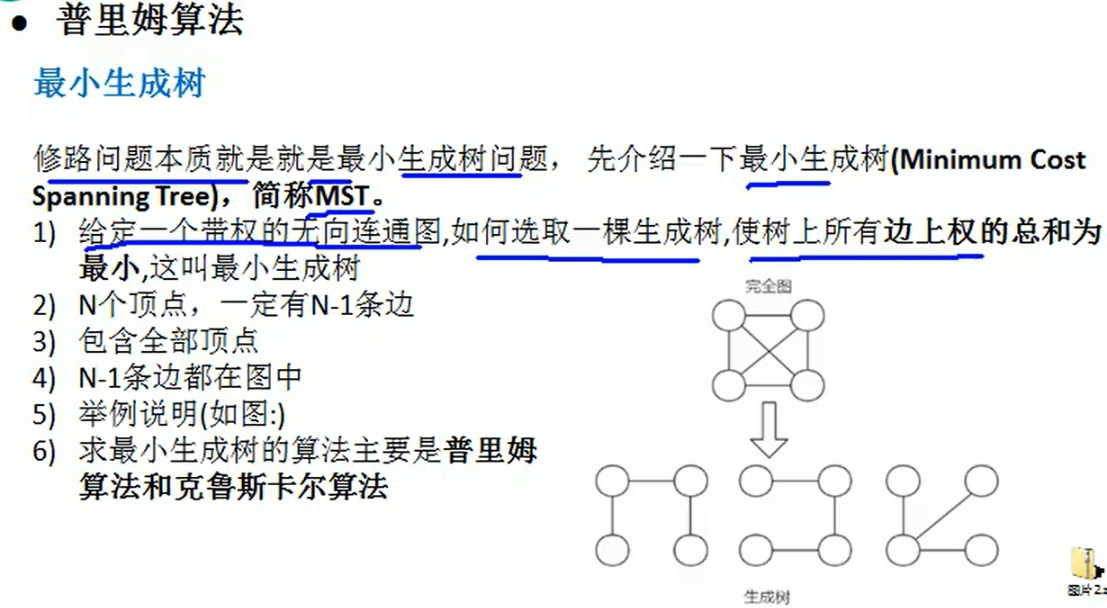 ● 普里姆算法
最小生成树
修路问题本质就是就是最小生成树问题， 先介绍一下最小生成树(Minimum Cost
Spanning Tree)，简称MST。
1) 给定一个带权的无向连通图,如何选取一棵生成树,使树上所有边上权的总和为
最小,这叫最小生成树
2) N个顶点，一定有N-1条边
3) 包含全部顶点
4) N-1条边都在图中
5) 举例说明(如图:)
6) 求最小生成树的算法主要是普里姆
算法和克鲁斯卡尔算法
完全图
生成树
图片2.